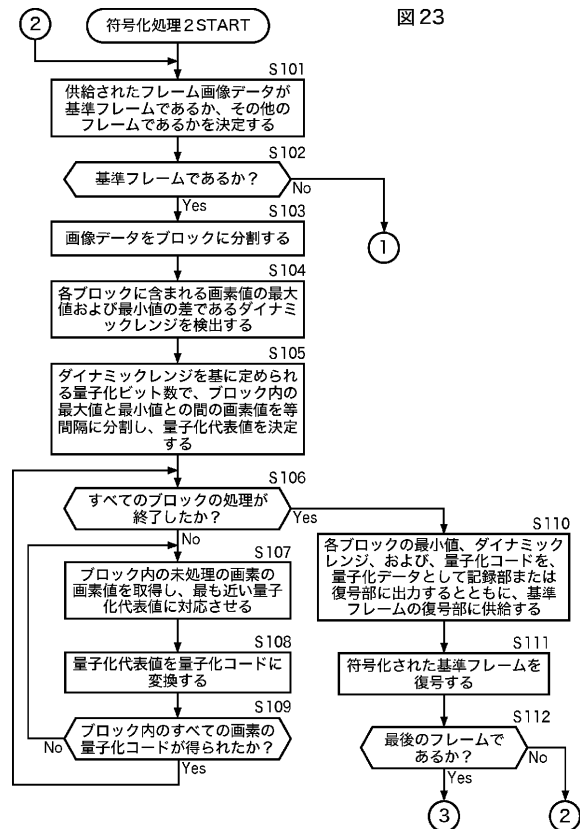 図23
②
符号化処理2START
S101
供給されたフレーム画像データが
基準フレームであるか、その他の
フレームであるかを決定する
S102
基準フレームであるか？
No
Yes
①
S103
画像データをブロックに分割する
S104
各ブロックに含まれる画素値の最大
値および最小値の差であるダイナミ
ックレンジを検出する
S105
ダイナミックレンジを基に定められ
る量子化ビット数で、ブロック内の
最大値と最小値との間の画素値を等
間隔に分割し、量子化代表値を決定
する
S106
すべてのブロックの処理が
終了したか？
Yes
No
S107
ブロック内の未処理の画素の
画素値を取得し、最も近い量子
化代表値に対応させる
S108
量子化代表値を量子化コードに
変換する
S109
ブロック内のすべての画素の
量子化コードが得られたか？
No
Yes
S110
各ブロックの最小値、ダイナミック
レンジ、および、量子化コードを、
量子化データとして記録部または
復号部に出力するとともに、基準
フレームの復号部に供給する
S111
符号化された基準フレームを
復号する
S112
最後のフレームで
あるか？
No
Yes
③
②